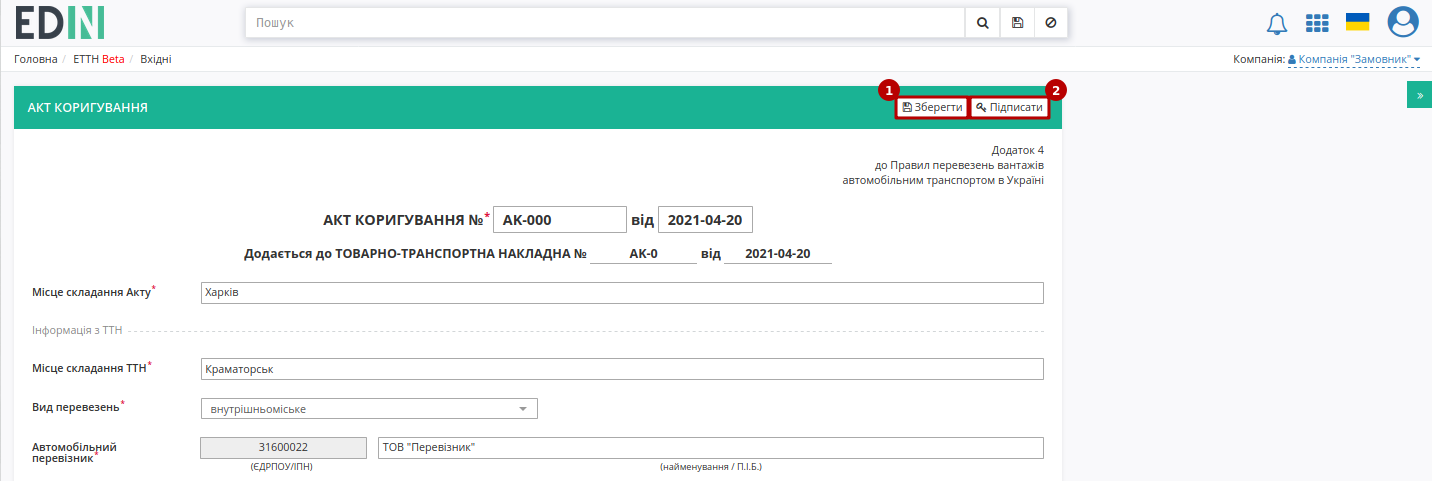 EDIN
Пошук
Головна / ЕТТН Beta / Вхідні
Компанія: Компанія "Замовник"
»
1
2
АКТ КОРИГУВАННЯ
Зберегти
Підписати
Додаток 4
до Правил перевезень вантажів
автомобільним транспортом в Україні
АКТ КОРИГУВАННЯ №* АК-000 від 2021-04-20
Додається до ТОВАРНО-ТРАНСПОРТНА НАКЛАДНА № АК-0 від 2021-04-20
Місце складання Акту* Харків
Інформація з ТТН
Місце складання ТТН* Краматорськ
Вид перевезень* внутрішньоміське
Автомобільний
перевізник*
31600022
ТОВ "Перевізник"
(ЄДРПОУ/ІПН)
(найменування / П.І.Б.)